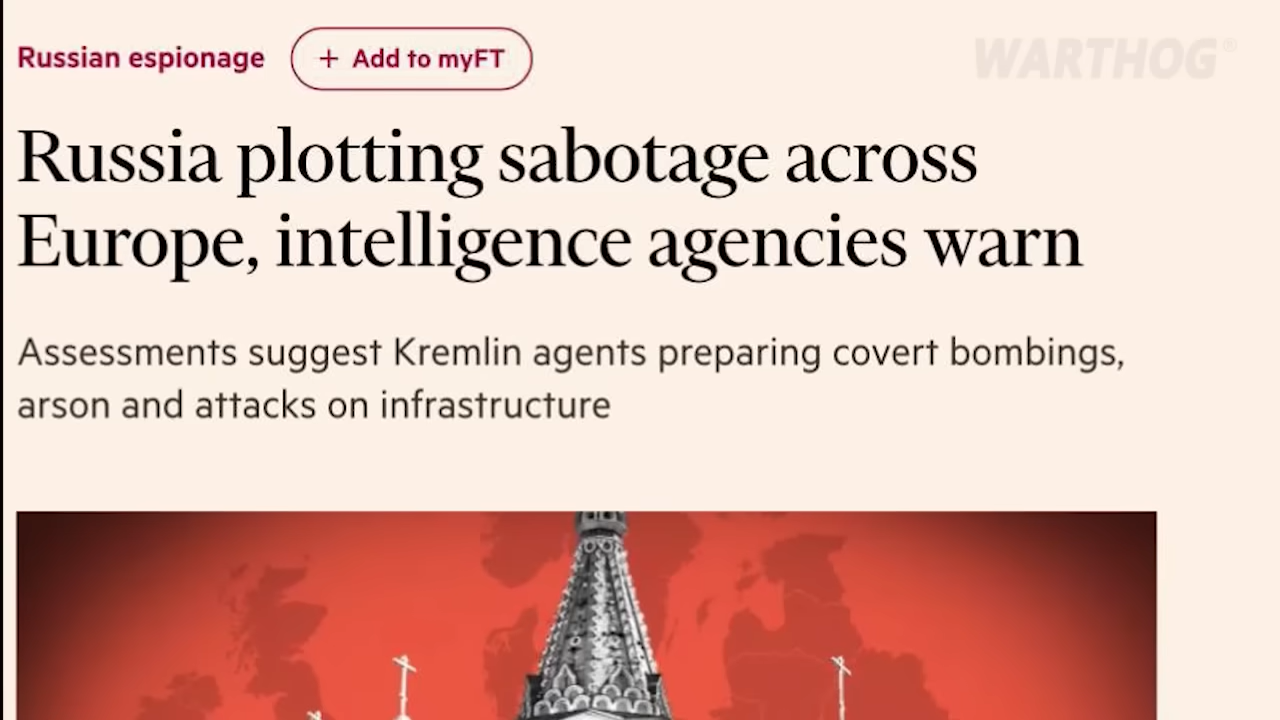 Russian espionage + Add to myFT
WARTHOG®
Russia plotting sabotage across
Europe, intelligence agencies warn
Assessments suggest Kremlin agents preparing covert bombings,
arson and attacks on infrastructure